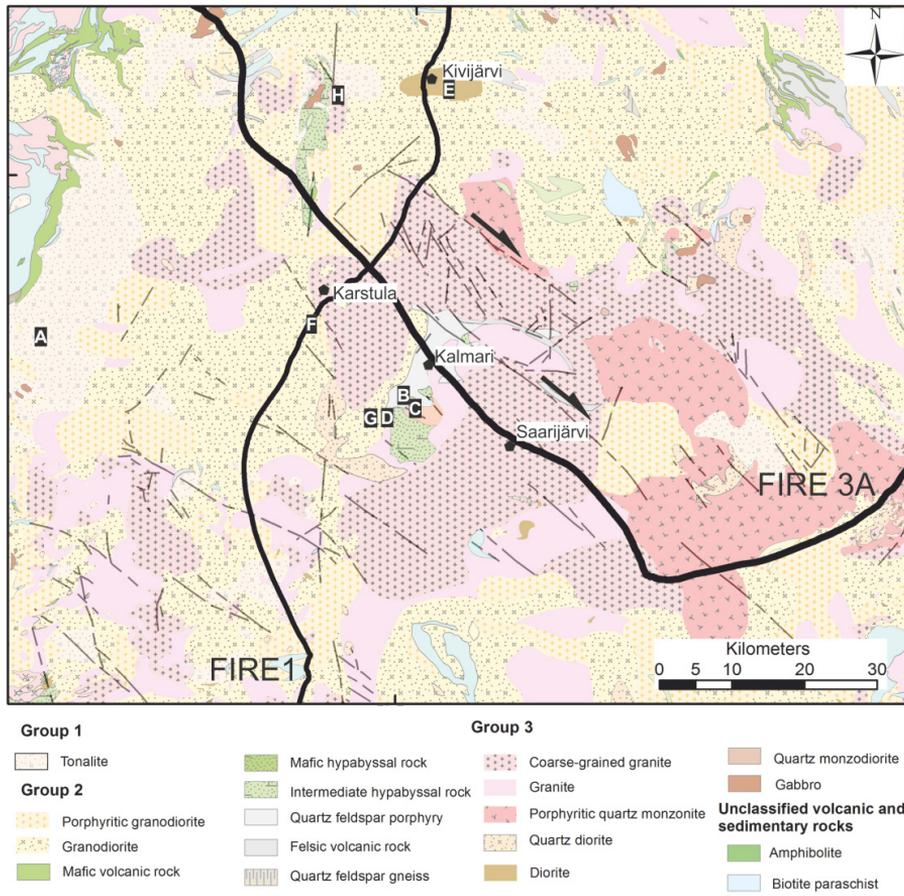 N
Kivijärvi
E
H
Karstula
A
F
Kalmari
B
C
G D
Saarijärvi
FIRE 3A
FIRE1
Kilometers
0 5 10 20 30
Group 1
Tonalite
Group 2
Porphyritic granodiorite
Granodiorite
Mafic volcanic rock
Mafic hypabyssal rock
Intermediate hypabyssal rock
Quartz feldspar porphyry
Felsic volcanic rock
Quartz feldspar gneiss
Group 3
Coarse-grained granite
Granite
Porphyritic quartz monzonite
Quartz diorite
Diorite
Quartz monzodiorite
Gabbro
Unclassified volcanic and
sedimentary rocks
Amphibolite
Biotite paraschist